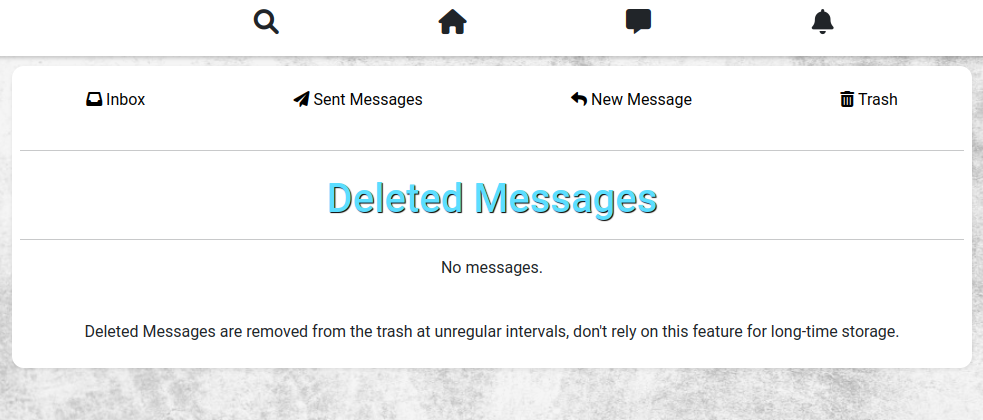 Inbox
Sent Messages
New Message
Trash
Deleted Messages
No messages.
Deleted Messages are removed from the trash at unregular intervals, don't rely on this feature for long-time storage.